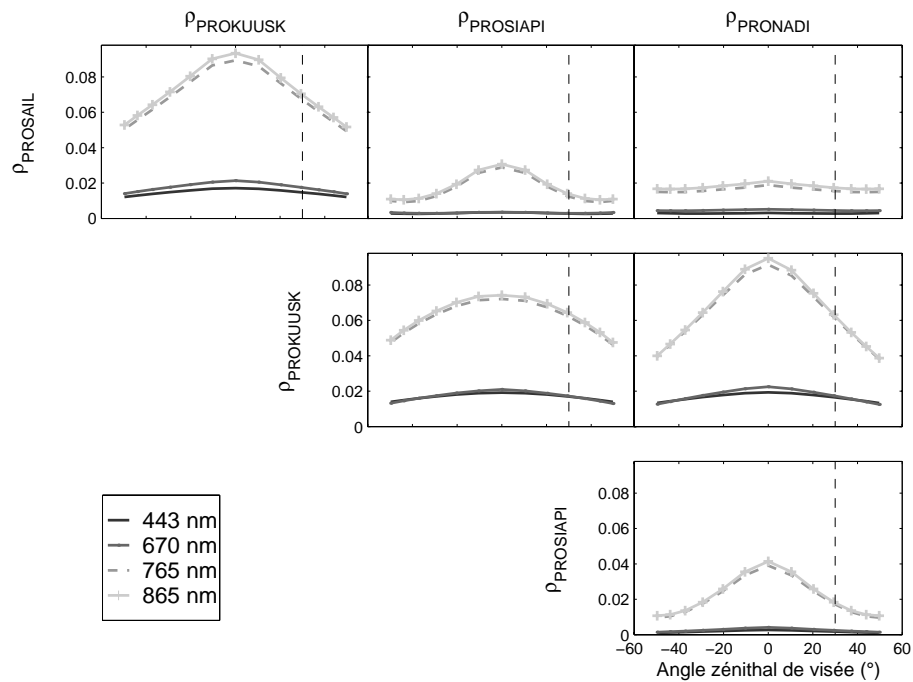 ρPROKUUSK ρPROSIAPI ρPRONADI
ρPROSAIL
0.08
0.06
0.04
0.02
0
ρPROKUUSK
0.08
0.06
0.04
0.02
0
443 nm
670 nm
765 nm
865 nm
ρPROSIAPI
0.08
0.06
0.04
0.02
0
−60 −40 −20 0 20 40 60
Angle zénithal de visée (°)